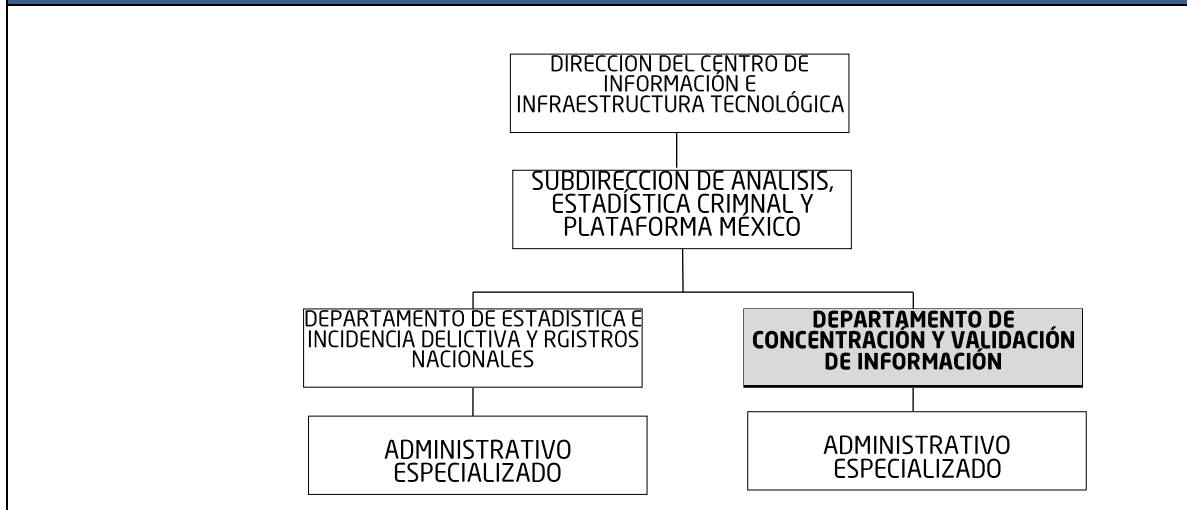 DIRECCION DEL CENTRO DE
INFORMACIÓN E
INFRAESTRUCTURA TECNOLÓGICA
SUBDIRECCION DE ANALISIS,
ESTADÍSTICA CRIMNAL Y
PLATAFORMA MÉXICO
DEPARTAMENTO DE ESTADISTICA E
INCIDENCIA DELICTIVA Y RGISTROS
NACIONALES
DEPARTAMENTO DE
CONCENTRACIÓN Y VALIDACIÓN
DE INFORMACIÓN
ADMINISTRATIVO
ESPECIALIZADO
ADMINISTRATIVO
ESPECIALIZADO